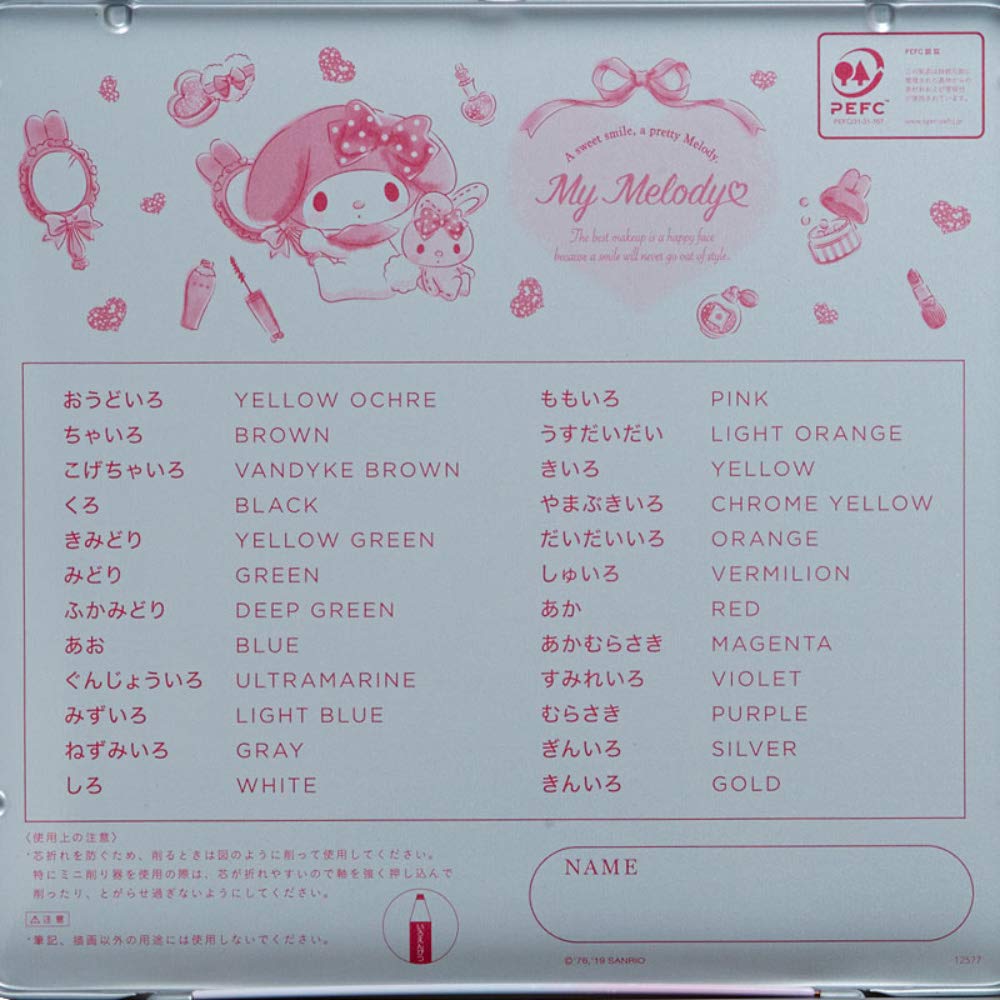 A sweet smile, a pretty Melody.
My Melody
The best makeup is a happy face
because a smile will never go out of style.
PEFC™
PEFC認証
おうどいろ YELLOW OCHRE
ちゃいろ BROWN
こげちゃいろ VANDYKE BROWN
くろ BLACK
きみどり YELLOW GREEN
みどり GREEN
ふかみどり DEEP GREEN
あお BLUE
ぐんじょういろ ULTRAMARINE
みずいろ LIGHT BLUE
ねずみいろ GRAY
しろ WHITE
ももいろ PINK
うすだいだい LIGHT ORANGE
きいろ YELLOW
やまぶきいろ CHROME YELLOW
だいだいいろ ORANGE
しゅいろ VERMILION
あか RED
あかむらさき MAGENTA
すみれいろ VIOLET
むらさき PURPLE
ぎんいろ SILVER
きんいろ GOLD
〈使用上の注意〉
・芯折れを防ぐため、削るときは図のように削って使用してください。
特にミニ削り器を使用の際は、芯が折れやすいので軸を強く押し込んで
削ったり、とがらせ過ぎないようにしてください。
⚠注意
・筆記、描画以外の用途には使用しないでください。
いろえんぴつ
NAME
©'76,'19 SANRIO
12577